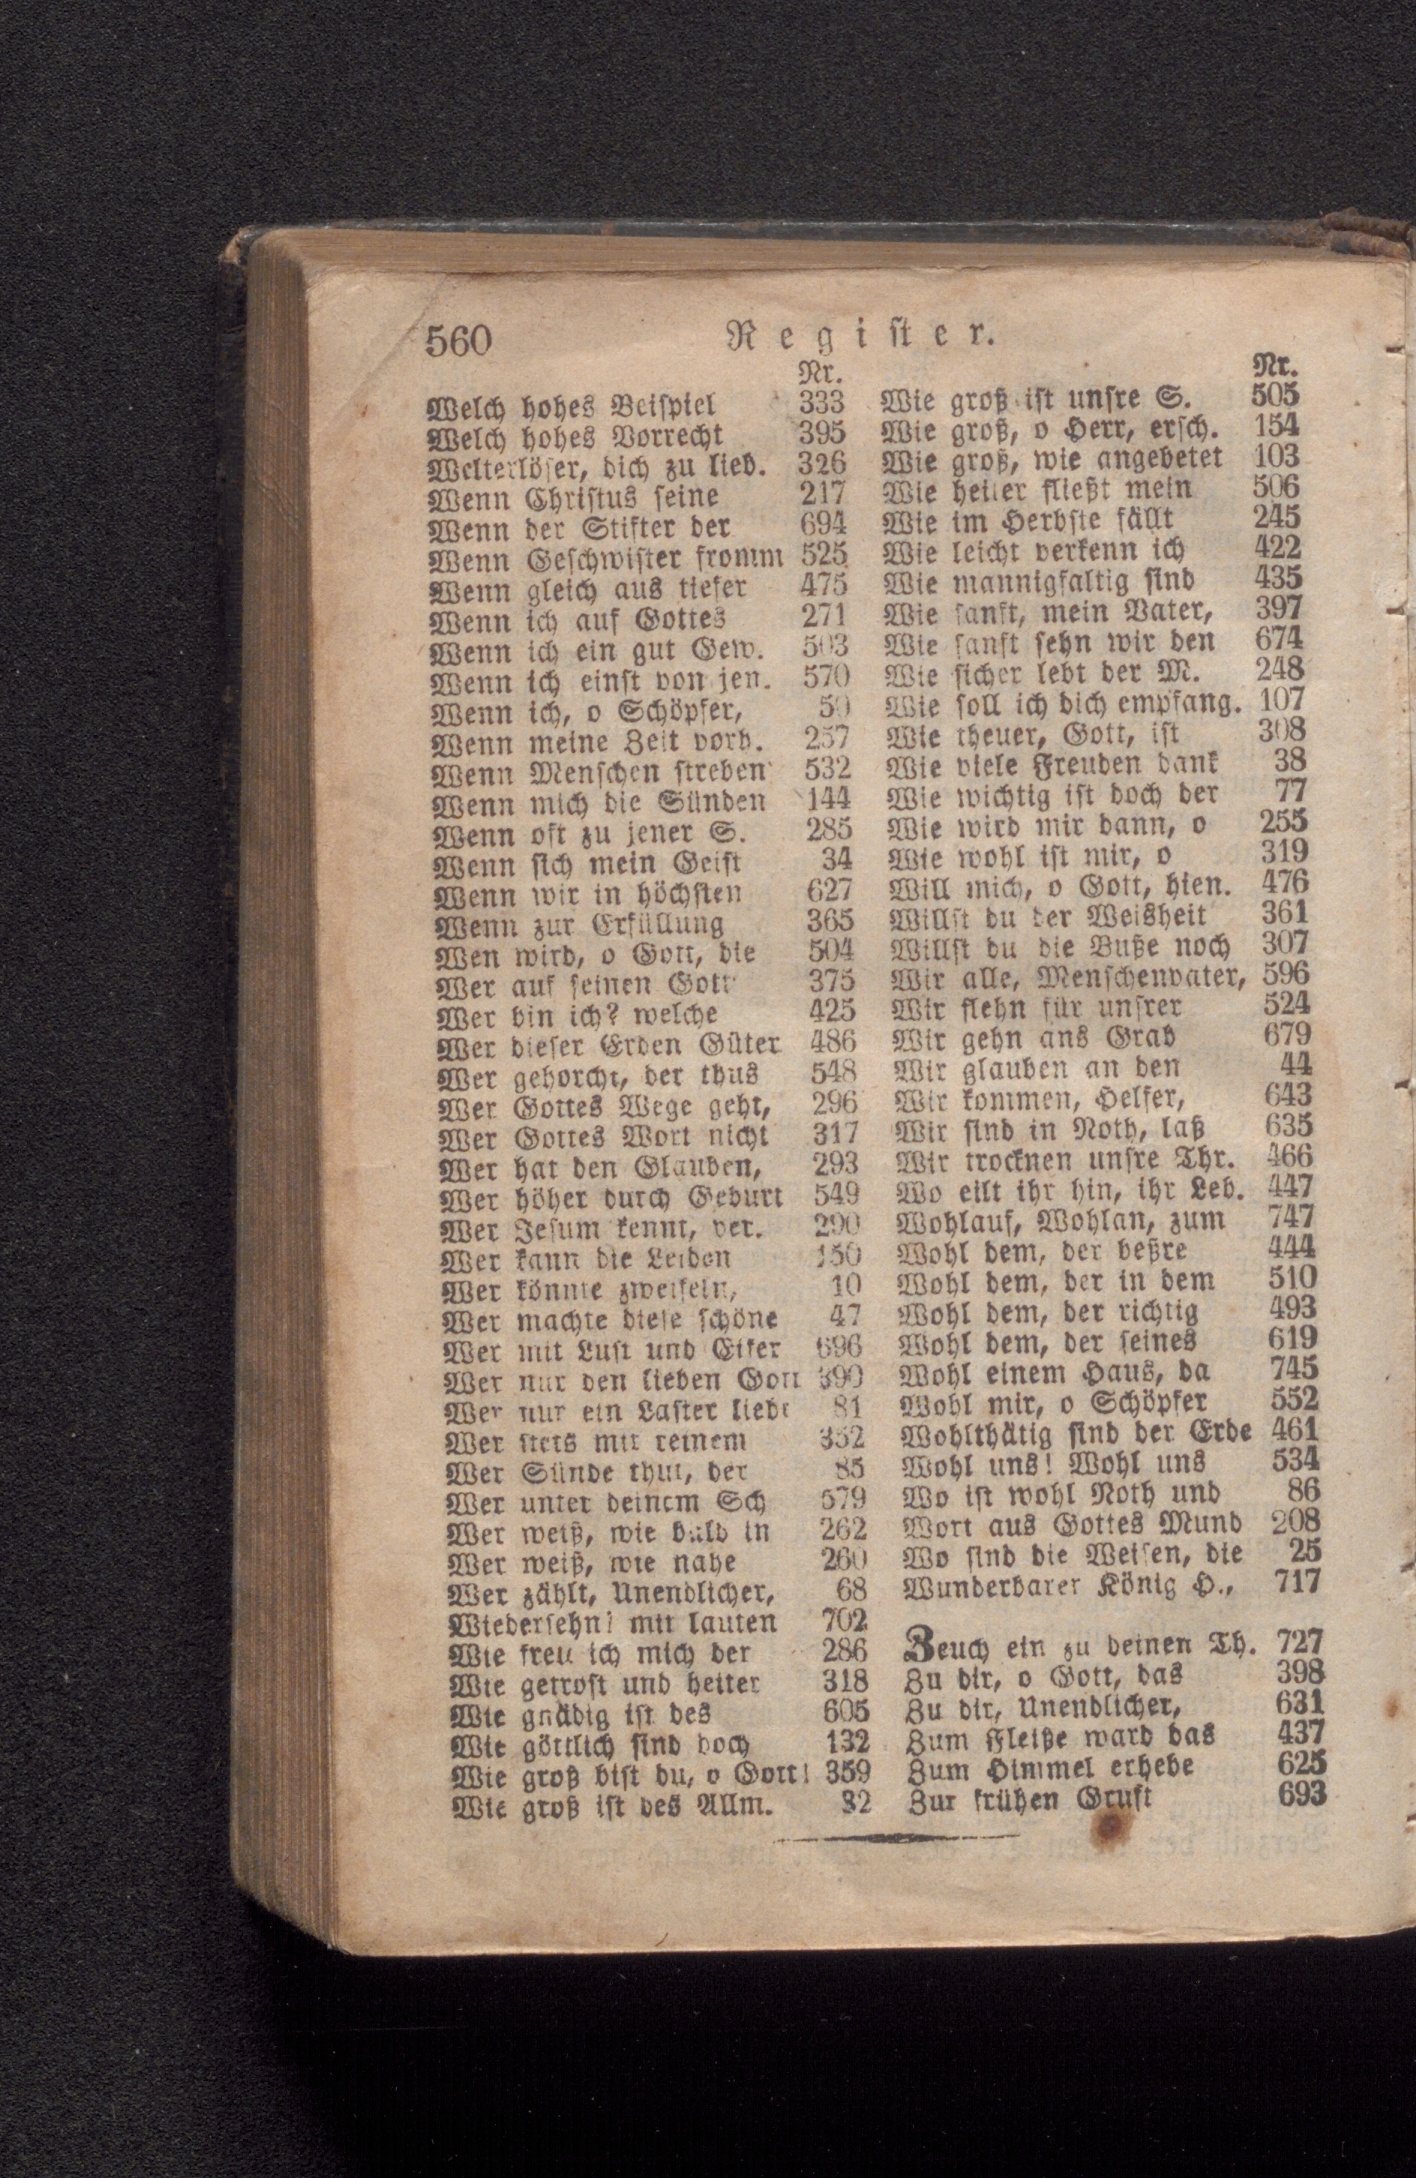 560 Register.
Nr.
Welch hohes Beispiel 333
Welch hohes Vorrecht 395
Welterlöser, dich zu lieb. 326
Wenn Christus seine 217
Wenn der Stifter der 694
Wenn Geschwister fromm 525
Wenn gleich aus tiefer 475
Wenn ich auf Gottes 271
Wenn ich ein gut Gew. 503
Wenn ich einst von jen. 570
Wenn ich, o Schöpfer, 50
Wenn meine Zeit vorb. 257
Wenn Menschen streben 532
Wenn mich die Sünden 144
Wenn oft zu jener S. 285
Wenn sich mein Geist 34
Wenn wir in höchsten 627
Wenn zur Erfüllung 365
Wen wird, o Gott, die 504
Wer auf seinen Gott 375
Wer bin ich? welche 425
Wer dieser Erden Güter 486
Wer gehorcht, der thus 548
Wer Gottes Wege geht, 296
Wer Gottes Wort nicht 317
Wer hat den Glauben, 293
Wer höher durch Geburt 549
Wer Jesum kennt, ver. 290
Wer kann die Leiden 150
Wer könnte zweifeln, 10
Wer machte diese schöne 47
Wer mit Lust und Eifer 696
Wer nur den lieben Gott 390
Wer nur ein Laster liebt 81
Wer stets mit reinem 352
Wer Sünde thut, der 85
Wer unter deinem Sch 579
Wer weiß, wie bald in 262
Wer weiß, wie nahe 260
Wer zählt, Unendlicher, 68
Wiedersehn! mit lauten 702
Wie freu ich mich der 286
Wie getrost und heiter 318
Wie gnädig ist des 605
Wie göttlich sind doch 132
Wie groß bist du, o Gott! 359
Wie groß ist des Allm. 32
Nr.
Wie groß ist unsre S. 505
Wie groß, o Herr, ersch. 154
Wie groß, wie angebetet 103
Wie heiter fließt mein 506
Wie im Herbste fällt 245
Wie leicht verkenn ich 422
Wie mannigfaltig sind 435
Wie sanft, mein Vater, 397
Wie sanft sehn wir den 674
Wie sicher lebt der M. 248
Wie soll ich dich empfang. 107
Wie theuer, Gott, ist 308
Wie viele Freuden dank 38
Wie wichtig ist doch der 77
Wie wird mir dann, o 255
Wie wohl ist mir, o 319
Will mich, o Gott, hien. 476
Willst du der Weisheit 361
Willst du die Buße noch 307
Wir alle, Menschenvater, 596
Wir flehn für unsrer 524
Wir gehn ans Grab 679
Wir glauben an den 44
Wir kommen, Helfer, 643
Wir sind in Noth, laß 635
Wir trocknen unsre Thr. 466
Wo eilt ihr hin, ihr Leb. 447
Wohlauf, Wohlan, zum 747
Wohl dem, der beßre 444
Wohl dem, der in dem 510
Wohl dem, der richtig 493
Wohl dem, der seines 619
Wohl einem Haus, da 745
Wohl mir, o Schöpfer 552
Wohlthätig sind der Erde 461
Wohl uns! Wohl uns 534
Wo ist wohl Noth und 86
Wort aus Gottes Mund 208
Wo sind die Weisen, die 25
Wunderbarer König H., 717
Zeuch ein zu deinen Th. 727
Zu dir, o Gott, das 398
Zu dir, Unendlicher, 631
Zum Fleiße ward das 437
Zum Himmel erhebe 625
Zur frühen Gruft 693